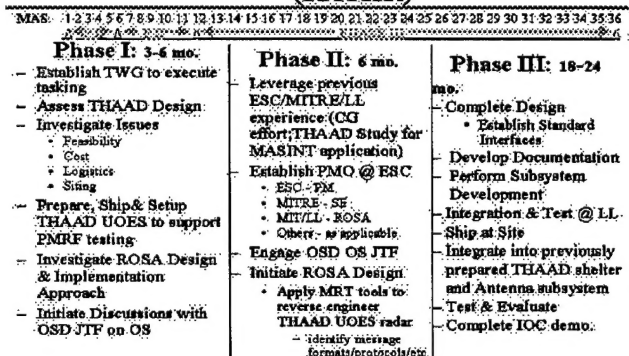 MAS: 1 2 3 4 5 6 7 8 9 10 11 12 13 14 15 16 17 18 19 20 21 22 23 24 25 26 27 28 29 30 31 32 33 34 35 36
Phase I: 3-6 mo.
– Establish TWG to execute
tasking
– Assess THAAD Design
– Investigate Issues
• Feasibility
• Cost
• Logistics
• Siting
– Prepare, Ship & Setup
THAAD UOES to support
PMRF testing
– Investigate ROSA Design
& Implementation
Approach
– Initiate Discussions with
OSD JTF on OS
Phase II: 6 mo.
– Leverage previous
ESC/MITRE/LL
experience (CG
effort;THAAD Study for
MASINT application)
– Establish PMO @ ESC
• ESC - PM
• MITRE - SE
• MIT/LL - ROSA
• Others - as applicable
– Engage OSD OS JTF
– Initiate ROSA Design
• Apply MRT tools to
reverse engineer
THAAD UOES radar
– identify message
formats/protocols/etc
Phase III: 18-24
mo.
– Complete Design
• Establish Standard
Interfaces
– Develop Documentation
– Perform Subsystem
Development
– Integration & Test @ LL
– Ship at Site
– Integrate into previously
prepared THAAD shelter
and Antenna subsystem
– Test & Evaluate
– Complete IOC demo.